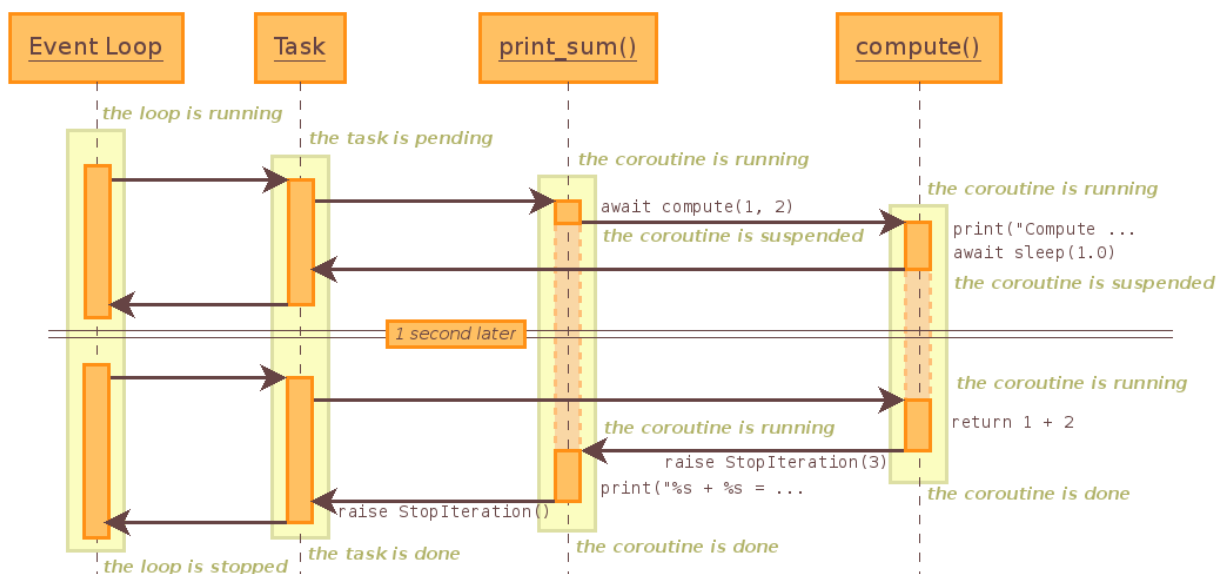 Event Loop
Task
print_sum()
compute()
the loop is running
the task is pending
the coroutine is running
the coroutine is running
await compute(1, 2)
print("Compute ...
the coroutine is suspended
await sleep(1.0)
the coroutine is suspended
1 second later
the coroutine is running
return 1 + 2
the coroutine is running
raise StopIteration(3)
print("%s + %s = ...
the coroutine is done
raise StopIteration()
the coroutine is done
the task is done
the loop is stopped